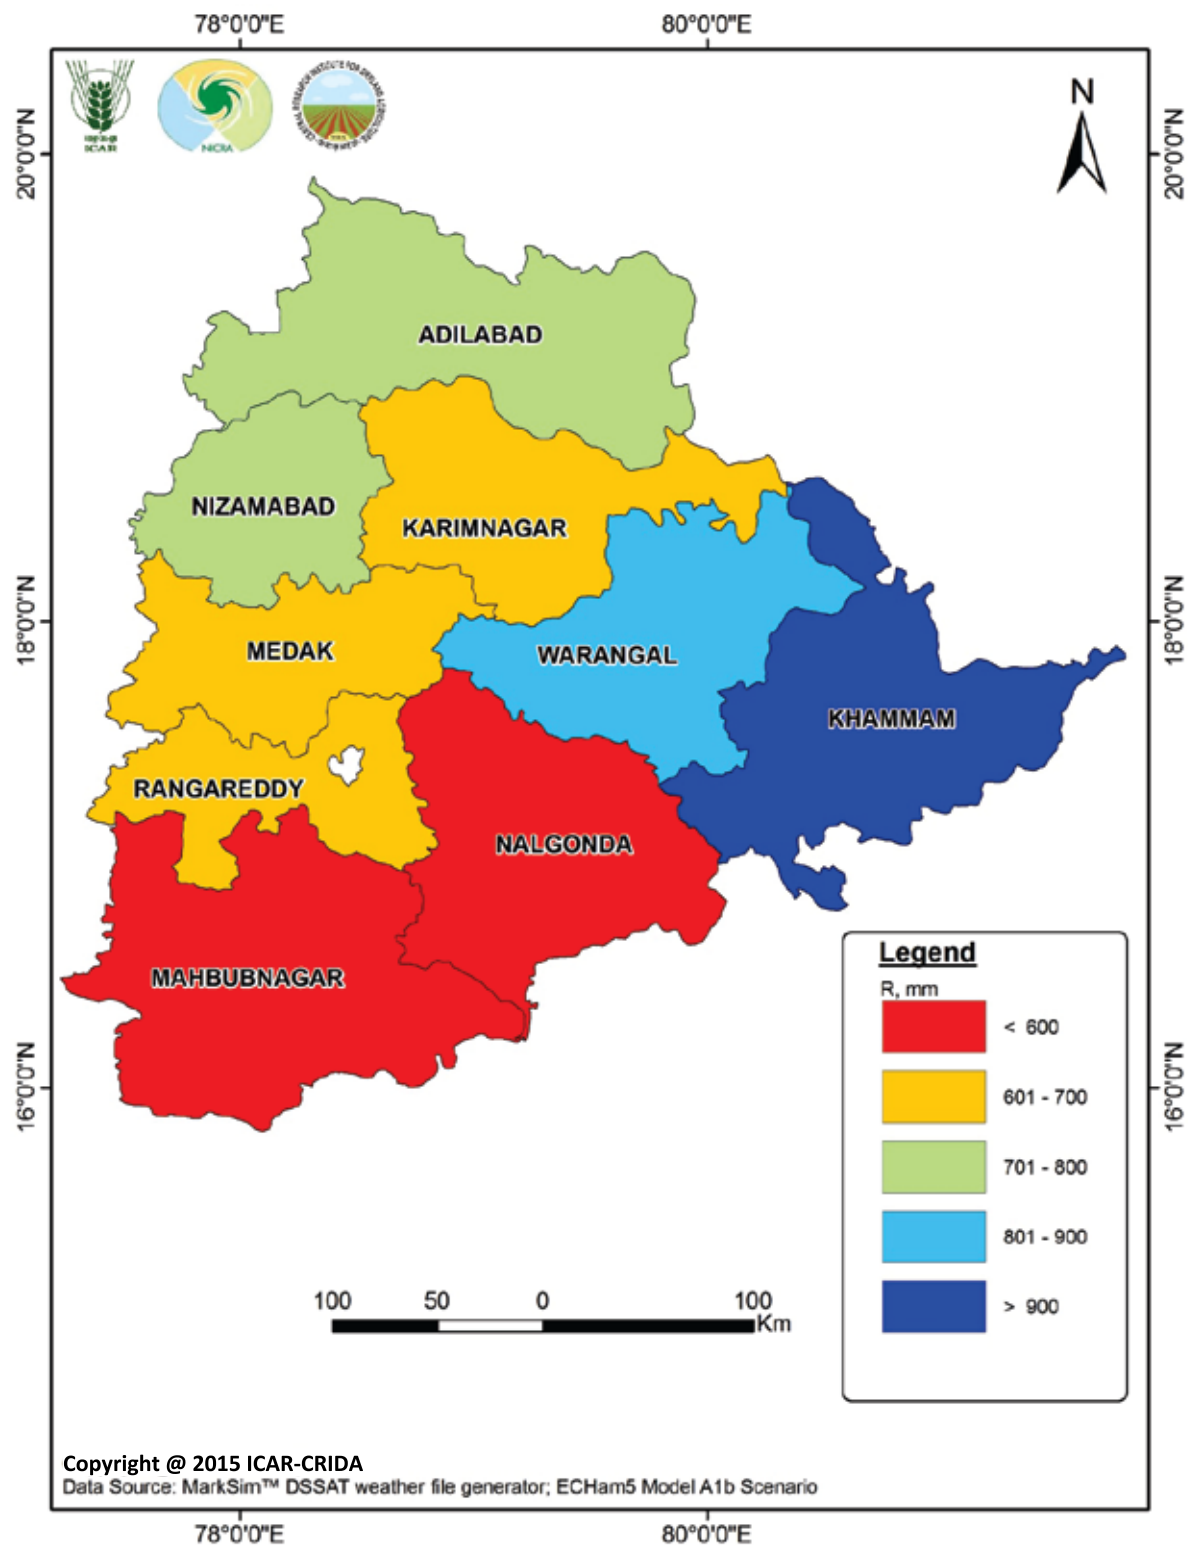 78°0'0"E 80°0'0"E
20°0'0"N 20°0'0"N
ICAR
NICRA
N
ADILABAD
NIZAMABAD
KARIMNAGAR
18°0'0"N 18°0'0"N
MEDAK
WARANGAL
KHAMMAM
RANGAREDDY
NALGONDA
MAHBUBNAGAR
16°0'0"N 16°0'0"N
Legend
R, mm
< 600
601 - 700
701 - 800
801 - 900
> 900
100 50 0 100
Km
Copyright @ 2015 ICAR-CRIDA
Data Source: MarkSim™ DSSAT weather file generator; ECHam5 Model A1b Scenario
78°0'0"E 80°0'0"E